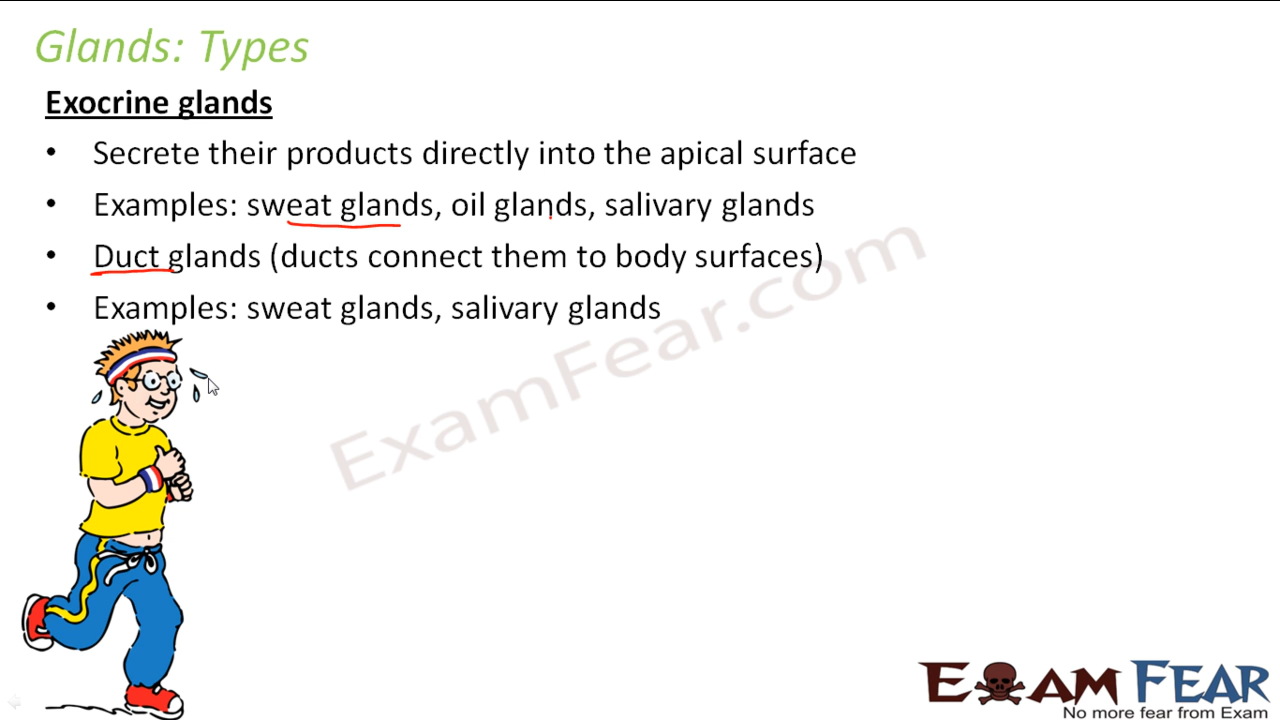 Glands: Types
Exocrine glands
• Secrete their products directly into the apical surface
• Examples: sweat glands, oil glands, salivary glands
• Duct glands (ducts connect them to body surfaces)
• Examples: sweat glands, salivary glands
ExamFear.com
EXAM FEAR
No more fear from Exam